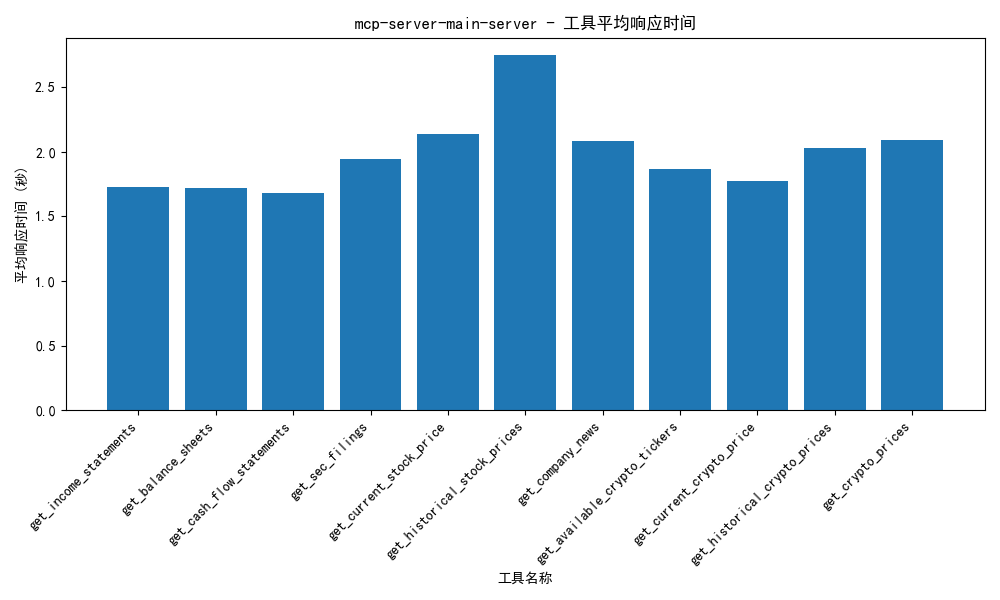 mcp-server-main-server - 工具平均响应时间
平均响应时间 (秒)
2.5
2.0
1.5
1.0
0.5
0.0
get_income_statements
get_balance_sheets
get_cash_flow_statements
get_sec_filings
get_current_stock_price
get_historical_stock_prices
get_company_news
get_available_crypto_tickers
get_current_crypto_price
get_historical_crypto_prices
get_crypto_prices
工具名称